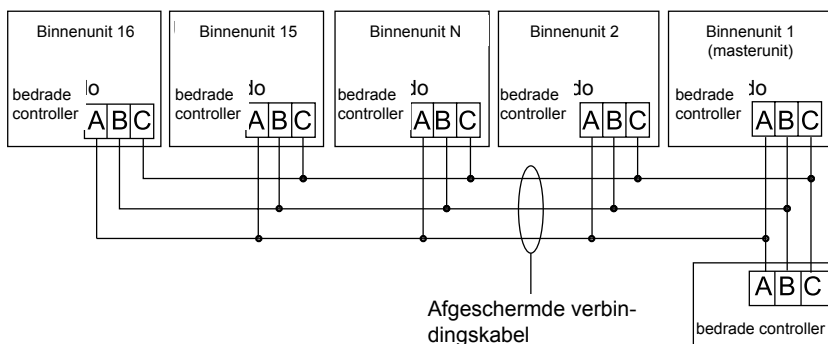 Binnenunit 16
Binnenunit 15
Binnenunit N
Binnenunit 2
Binnenunit 1
(masterunit)
bedrade
controller
A B C
bedrade
controller
A B C
bedrade
controller
A B C
bedrade
controller
A B C
bedrade
controller
A B C
Afgeschermde verbin-
dingskabel
A B C
bedrade controller